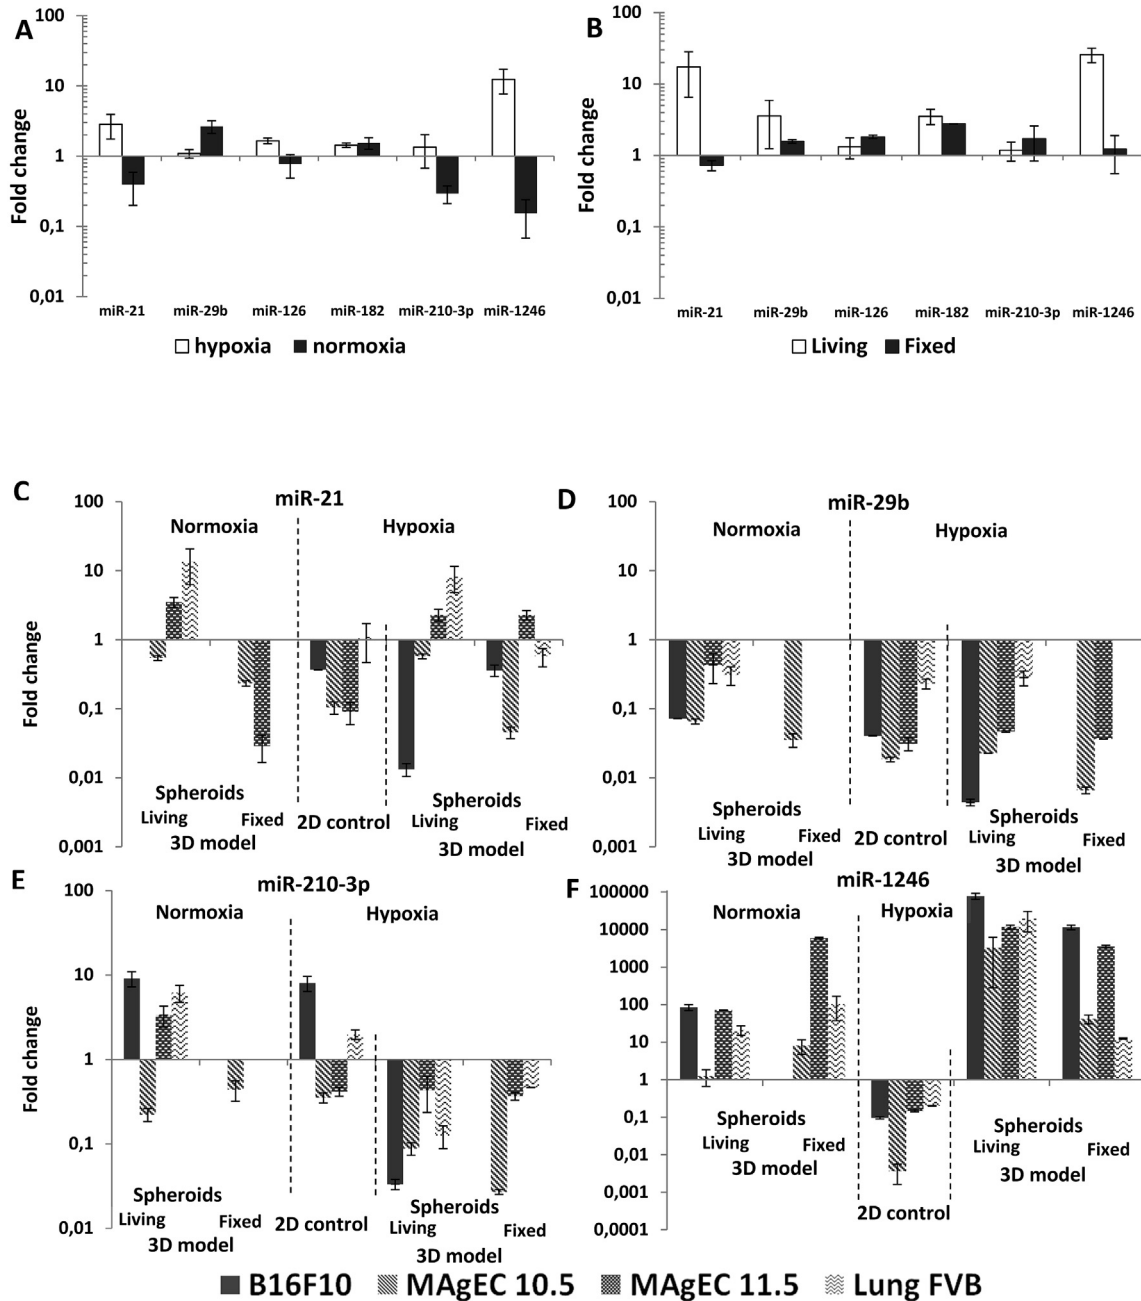 A
Fold change
100
10
1
0,1
0,01
miR-21 miR-29b miR-126 miR-182 miR-210-3p miR-1246
hypoxia normoxia
B
Fold change
100
10
1
0,1
0,01
miR-21 miR-29b miR-126 miR-182 miR-210-3p miR-1246
Living Fixed
C
miR-21
Fold change
100
10
1
0,1
0,01
0,001
Normoxia Hypoxia
Spheroids Spheroids
Living Fixed 2D control Living Fixed
3D model 3D model
D
miR-29b
Fold change
100
10
1
0,1
0,01
0,001
Normoxia Hypoxia
Spheroids Spheroids
Living Fixed 2D control Living Fixed
3D model 3D model
E
miR-210-3p
Fold change
100
10
1
0,1
0,01
Normoxia Hypoxia
Spheroids Spheroids
Living Fixed 2D control Living Fixed
3D model 3D model
F
miR-1246
100000
10000
1000
100
10
1
0,1
0,01
0,001
0,0001
Normoxia Hypoxia
Spheroids Spheroids
Living Fixed Living Fixed
3D model 2D control 3D model
B16F10 MAgEC 10.5 MAgEC 11.5 Lung FVB